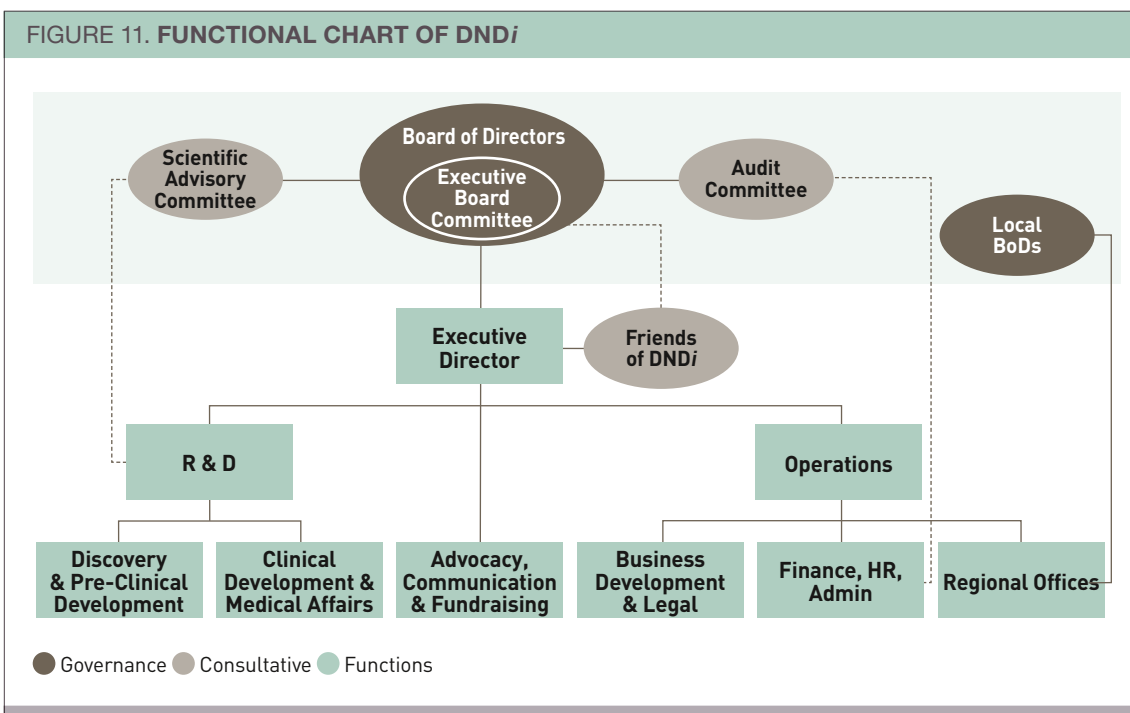 FIGURE 11. FUNCTIONAL CHART OF DNDi
Board of Directors
Executive
Board
Committee
Scientific
Advisory
Committee
Audit
Committee
Local
BoDs
Executive
Director
Friends
of DNDi
R & D
Operations
Discovery
& Pre-Clinical
Development
Clinical
Development &
Medical Affairs
Advocacy,
Communication
& Fundraising
Business
Development
& Legal
Finance, HR,
Admin
Regional Offices
Governance
Consultative
Functions